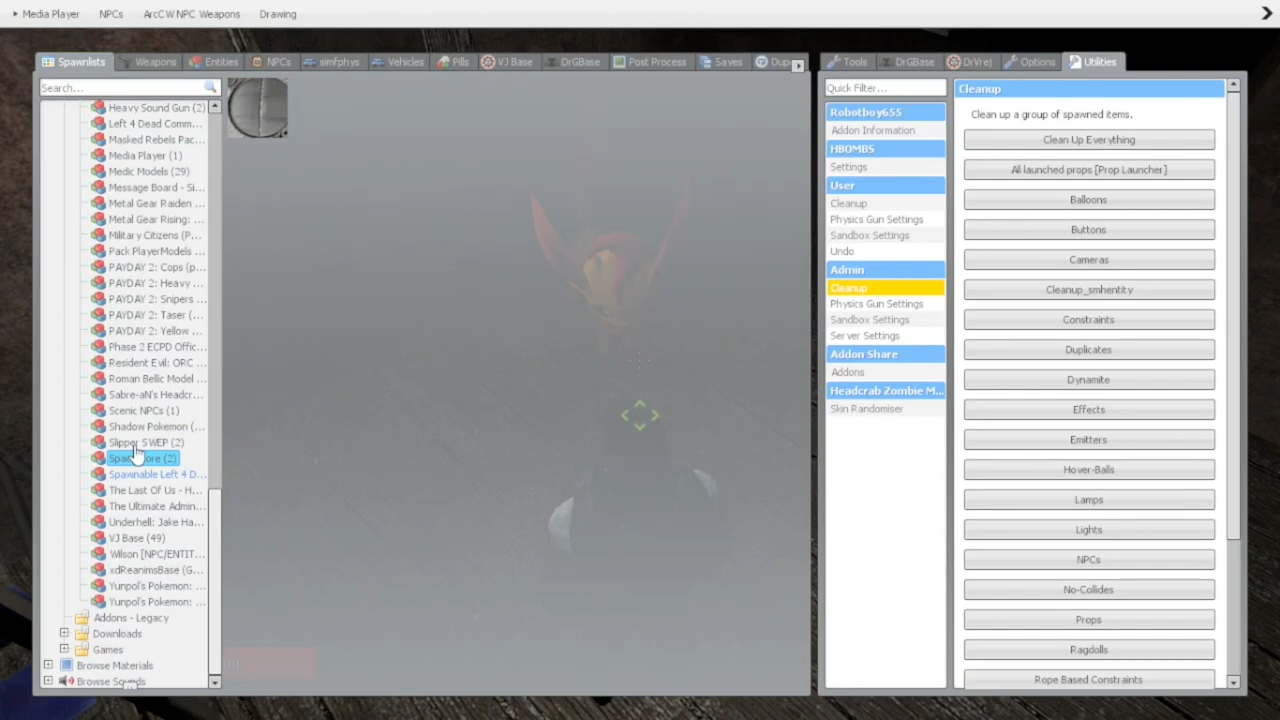 Media Player NPCs ArcCW NPC Weapons Drawing
Spawnlists Weapons Entities NPCs simfphys Vehicles Pills VJ Base DrGBase Post Process Saves Dup
Tools DrGBase DrVrej Options Utilities
Search...
Heavy Sound Gun (2)
Left 4 Dead Comm...
Masked Rebels Pac...
Media Player (1)
Medic Models (29)
Message Board - Si...
Metal Gear Raiden ...
Metal Gear Rising: ...
Military Citizens (P...
Pack PlayerModels ...
PAYDAY 2: Cops (p...
PAYDAY 2: Heavy ...
PAYDAY 2: Snipers ...
PAYDAY 2: Taser (...
PAYDAY 2: Yellow ...
Phase 2 ECPD Offic...
Resident Evil: ORC ...
Roman Bellic Model ...
Sabre-aN's Headcr...
Scenic NPCs (1)
Shadow Pokemon (...
Slipper SWEP (2)
(2)
Spawnable Left 4 D...
The Last Of Us - H...
The Ultimate Admin...
Underhell: Jake Ha...
VJ Base (49)
Wilson [NPC/ENTIT...
xdReanimsBase (G...
Yunpol's Pokemon: ...
Yunpol's Pokemon: ...
Addons - Legacy
Downloads
Games
Browse Materials
Browse Sounds
Quick Filter...
Robotboy655
Addon Information
HBOMBS
Settings
User
Cleanup
Physics Gun Settings
Sandbox Settings
Undo
Admin
Cleanup
Physics Gun Settings
Sandbox Settings
Server Settings
Addon Share
Addons
Headcrab Zombie M...
Skin Randomiser
Cleanup
Clean up a group of spawned items.
Clean Up Everything
All launched props [Prop Launcher]
Balloons
Buttons
Cameras
Cleanup_smhentity
Constraints
Duplicates
Dynamite
Effects
Emitters
Hover-Balls
Lamps
Lights
NPCs
No-Collides
Props
Ragdolls
Rope Based Constraints